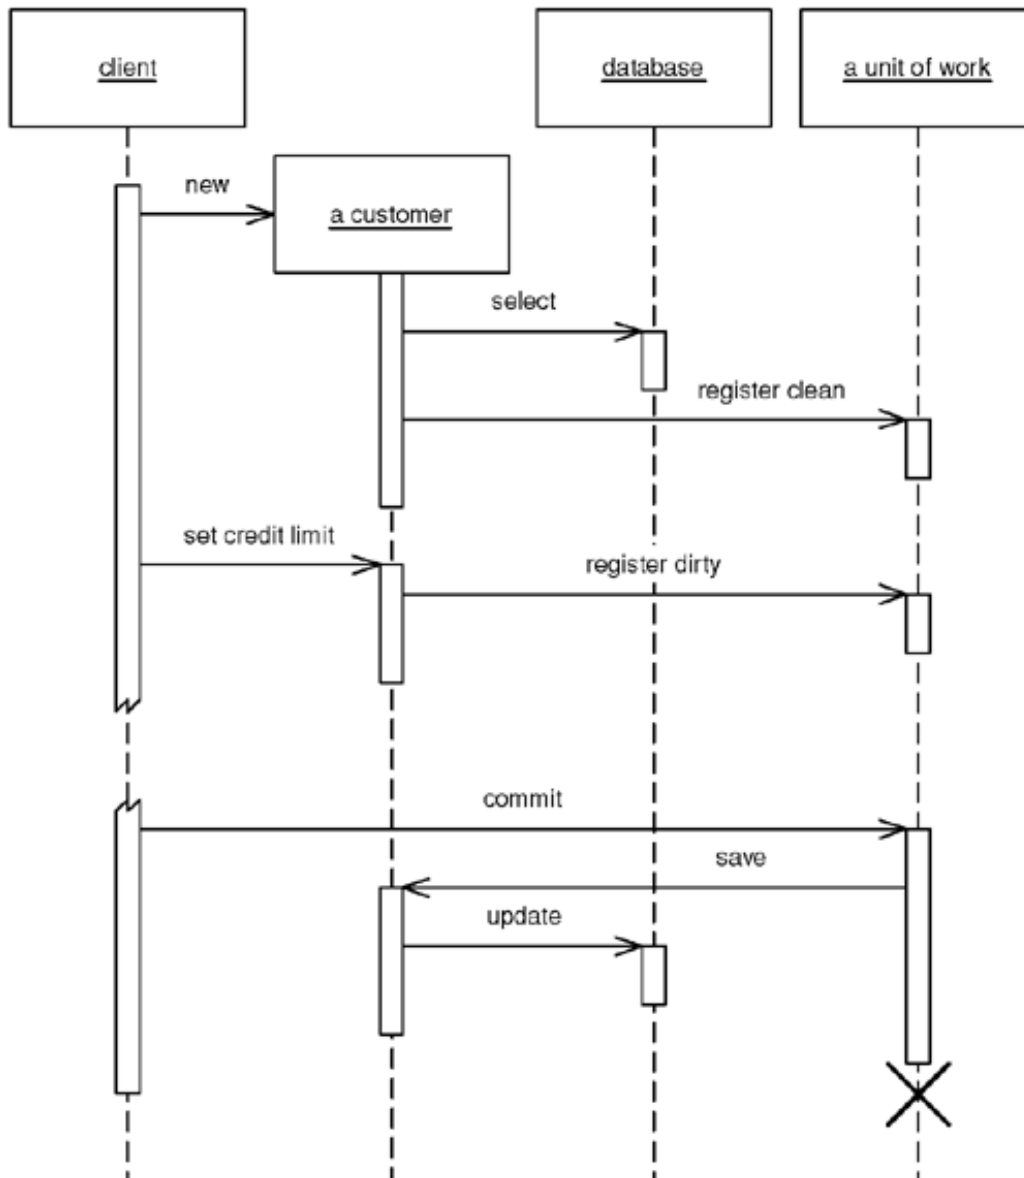 client
database
a unit of work
new
a customer
select
register clean
set credit limit
register dirty
commit
save
update